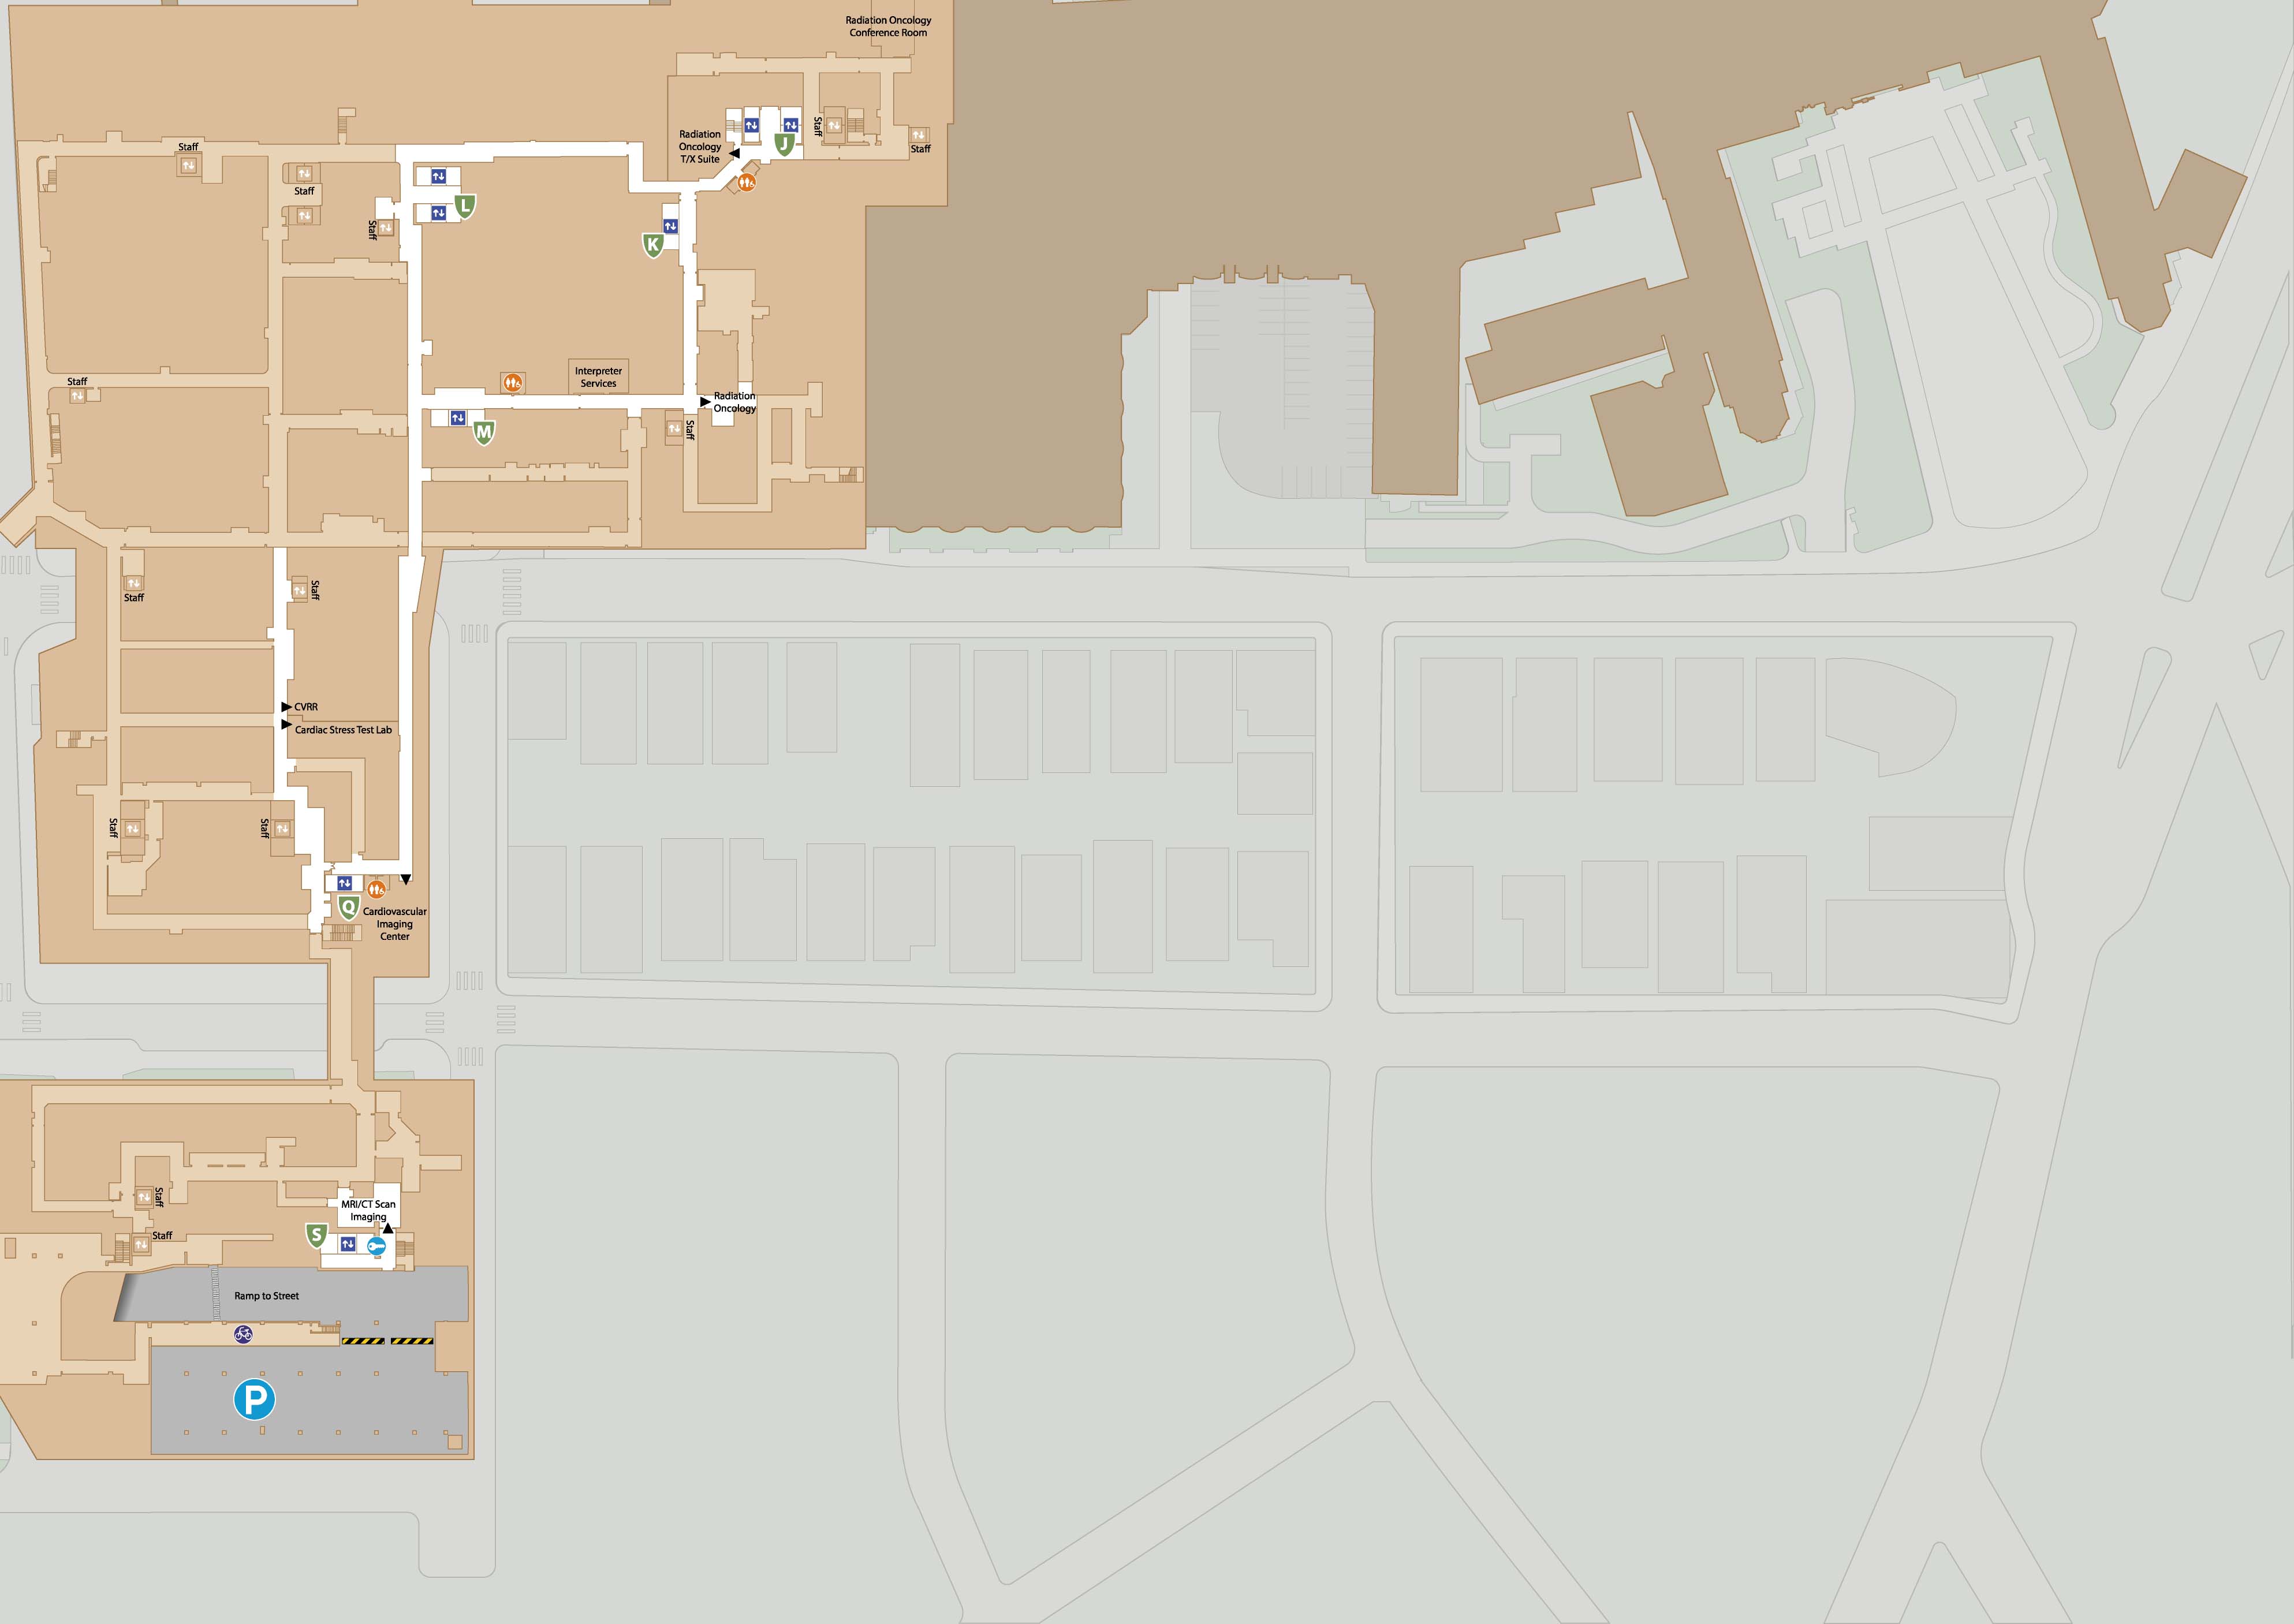 Radiation Oncology
Conference Room
Radiation
Oncology
T/X Suite
J
Staff
Staff
Staff
Staff
Staff
L
K
Staff
Interpreter
Services
Radiation
Oncology
M
Staff
Staff
Staff
CVRR
Cardiac Stress Test Lab
Staff
Staff
Q
Cardiovascular
Imaging
Center
Staff
MRI/CT Scan
Imaging
S
Staff
Ramp to Street
P